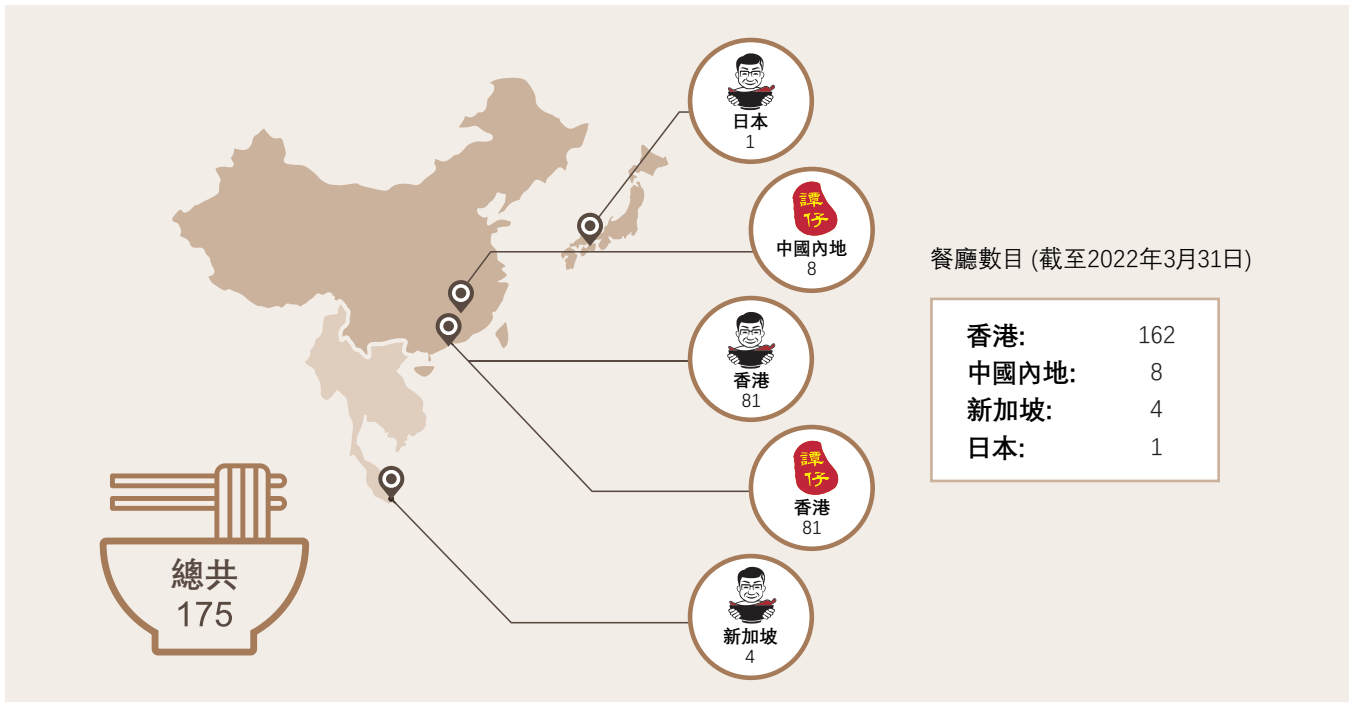 日本
1
譚
仔
中國內地
8
香港
81
譚
仔
香港
81
新加坡
4
餐廳數目 (截至2022年3月31日)
香港: 162
中國內地: 8
新加坡: 4
日本: 1
總共
175